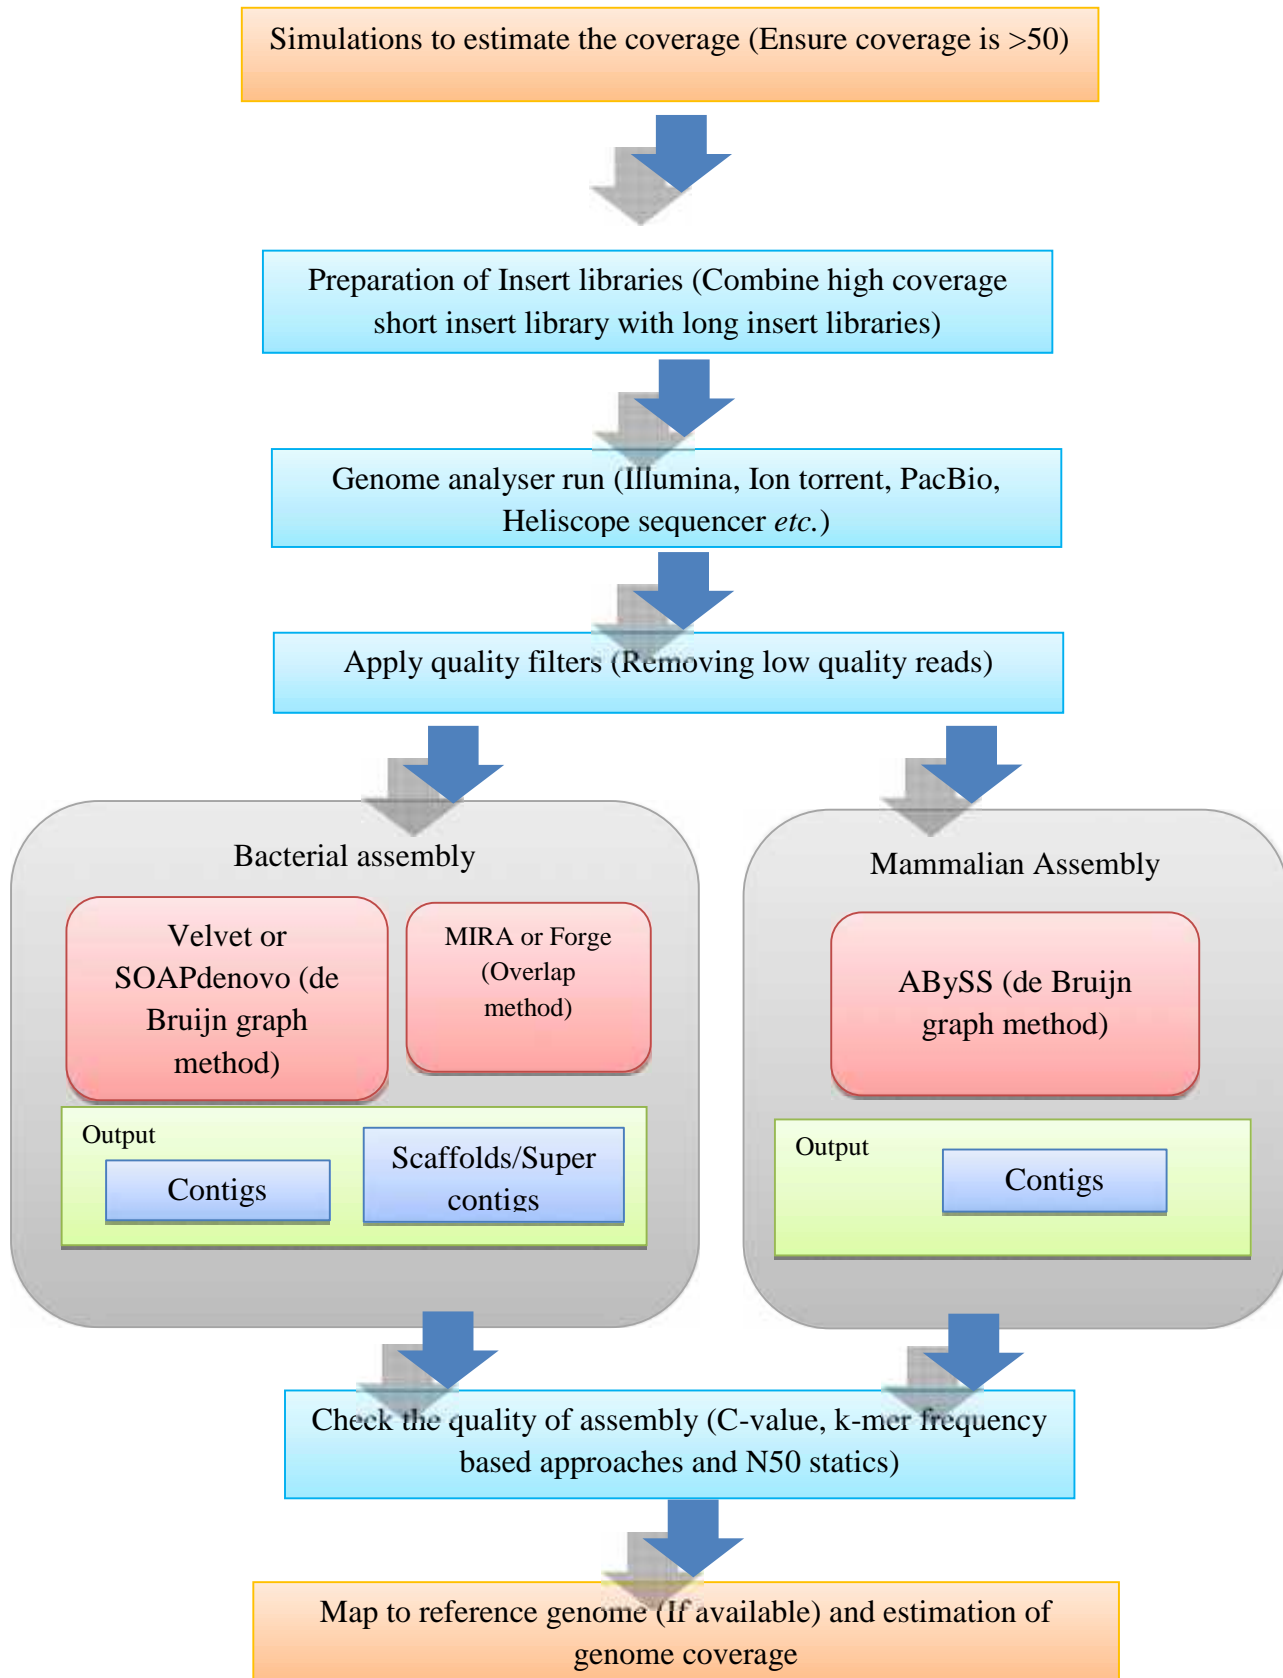 Simulations to estimate the coverage (Ensure coverage is >50)
Preparation of Insert libraries (Combine high coverage
short insert library with long insert libraries)
Genome analyser run (Illumina, Ion torrent, PacBio,
Heliscope sequencer etc.)
Apply quality filters (Removing low quality reads)
Bacterial assembly
Velvet or
SOAPdenovo (de
Bruijn graph
method)
MIRA or Forge
(Overlap
method)
Output
Contigs
Scaffolds/Super
contigs
Mammalian Assembly
ABySS (de Bruijn
graph method)
Output
Contigs
Check the quality of assembly (C-value, k-mer frequency
based approaches and N50 statics)
Map to reference genome (If available) and estimation of
genome coverage